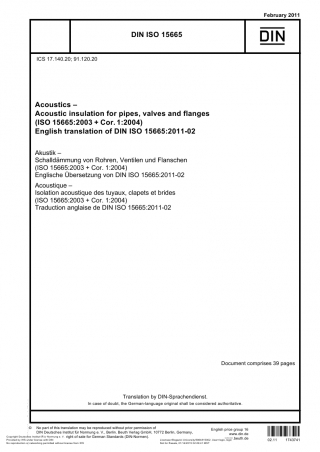 February 2011
DIN ISO 15665
DIN
ICS 17.140.20; 91.120.20
Acoustics –
Acoustic insulation for pipes, valves and flanges
(ISO 15665:2003 + Cor. 1:2004)
English translation of DIN ISO 15665:2011-02
Akustik –
Schalldämmung von Rohren, Ventilen und Flanschen
(ISO 15665:2003 + Cor. 1:2004)
Englische Übersetzung von DIN ISO 15665:2011-02
Acoustique –
Isolation acoustique des tuyaux, clapets et brides
(ISO 15665:2003 + Cor. 1:2004)
Traduction anglaise de DIN ISO 15665:2011-02
Document comprises 39 pages
Translation by DIN-Sprachendienst.
In case of doubt, the German-language original shall be considered authoritative.
© No part of this translation may be reproduced without prior permission of
DIN Deutsches Institut für Normung e. V., Berlin. Beuth Verlag GmbH, 10772 Berlin, Germany,
right of sale for German Standards (DIN-Normen).
English price group 16
www.din.de
www.beuth.de
02.11